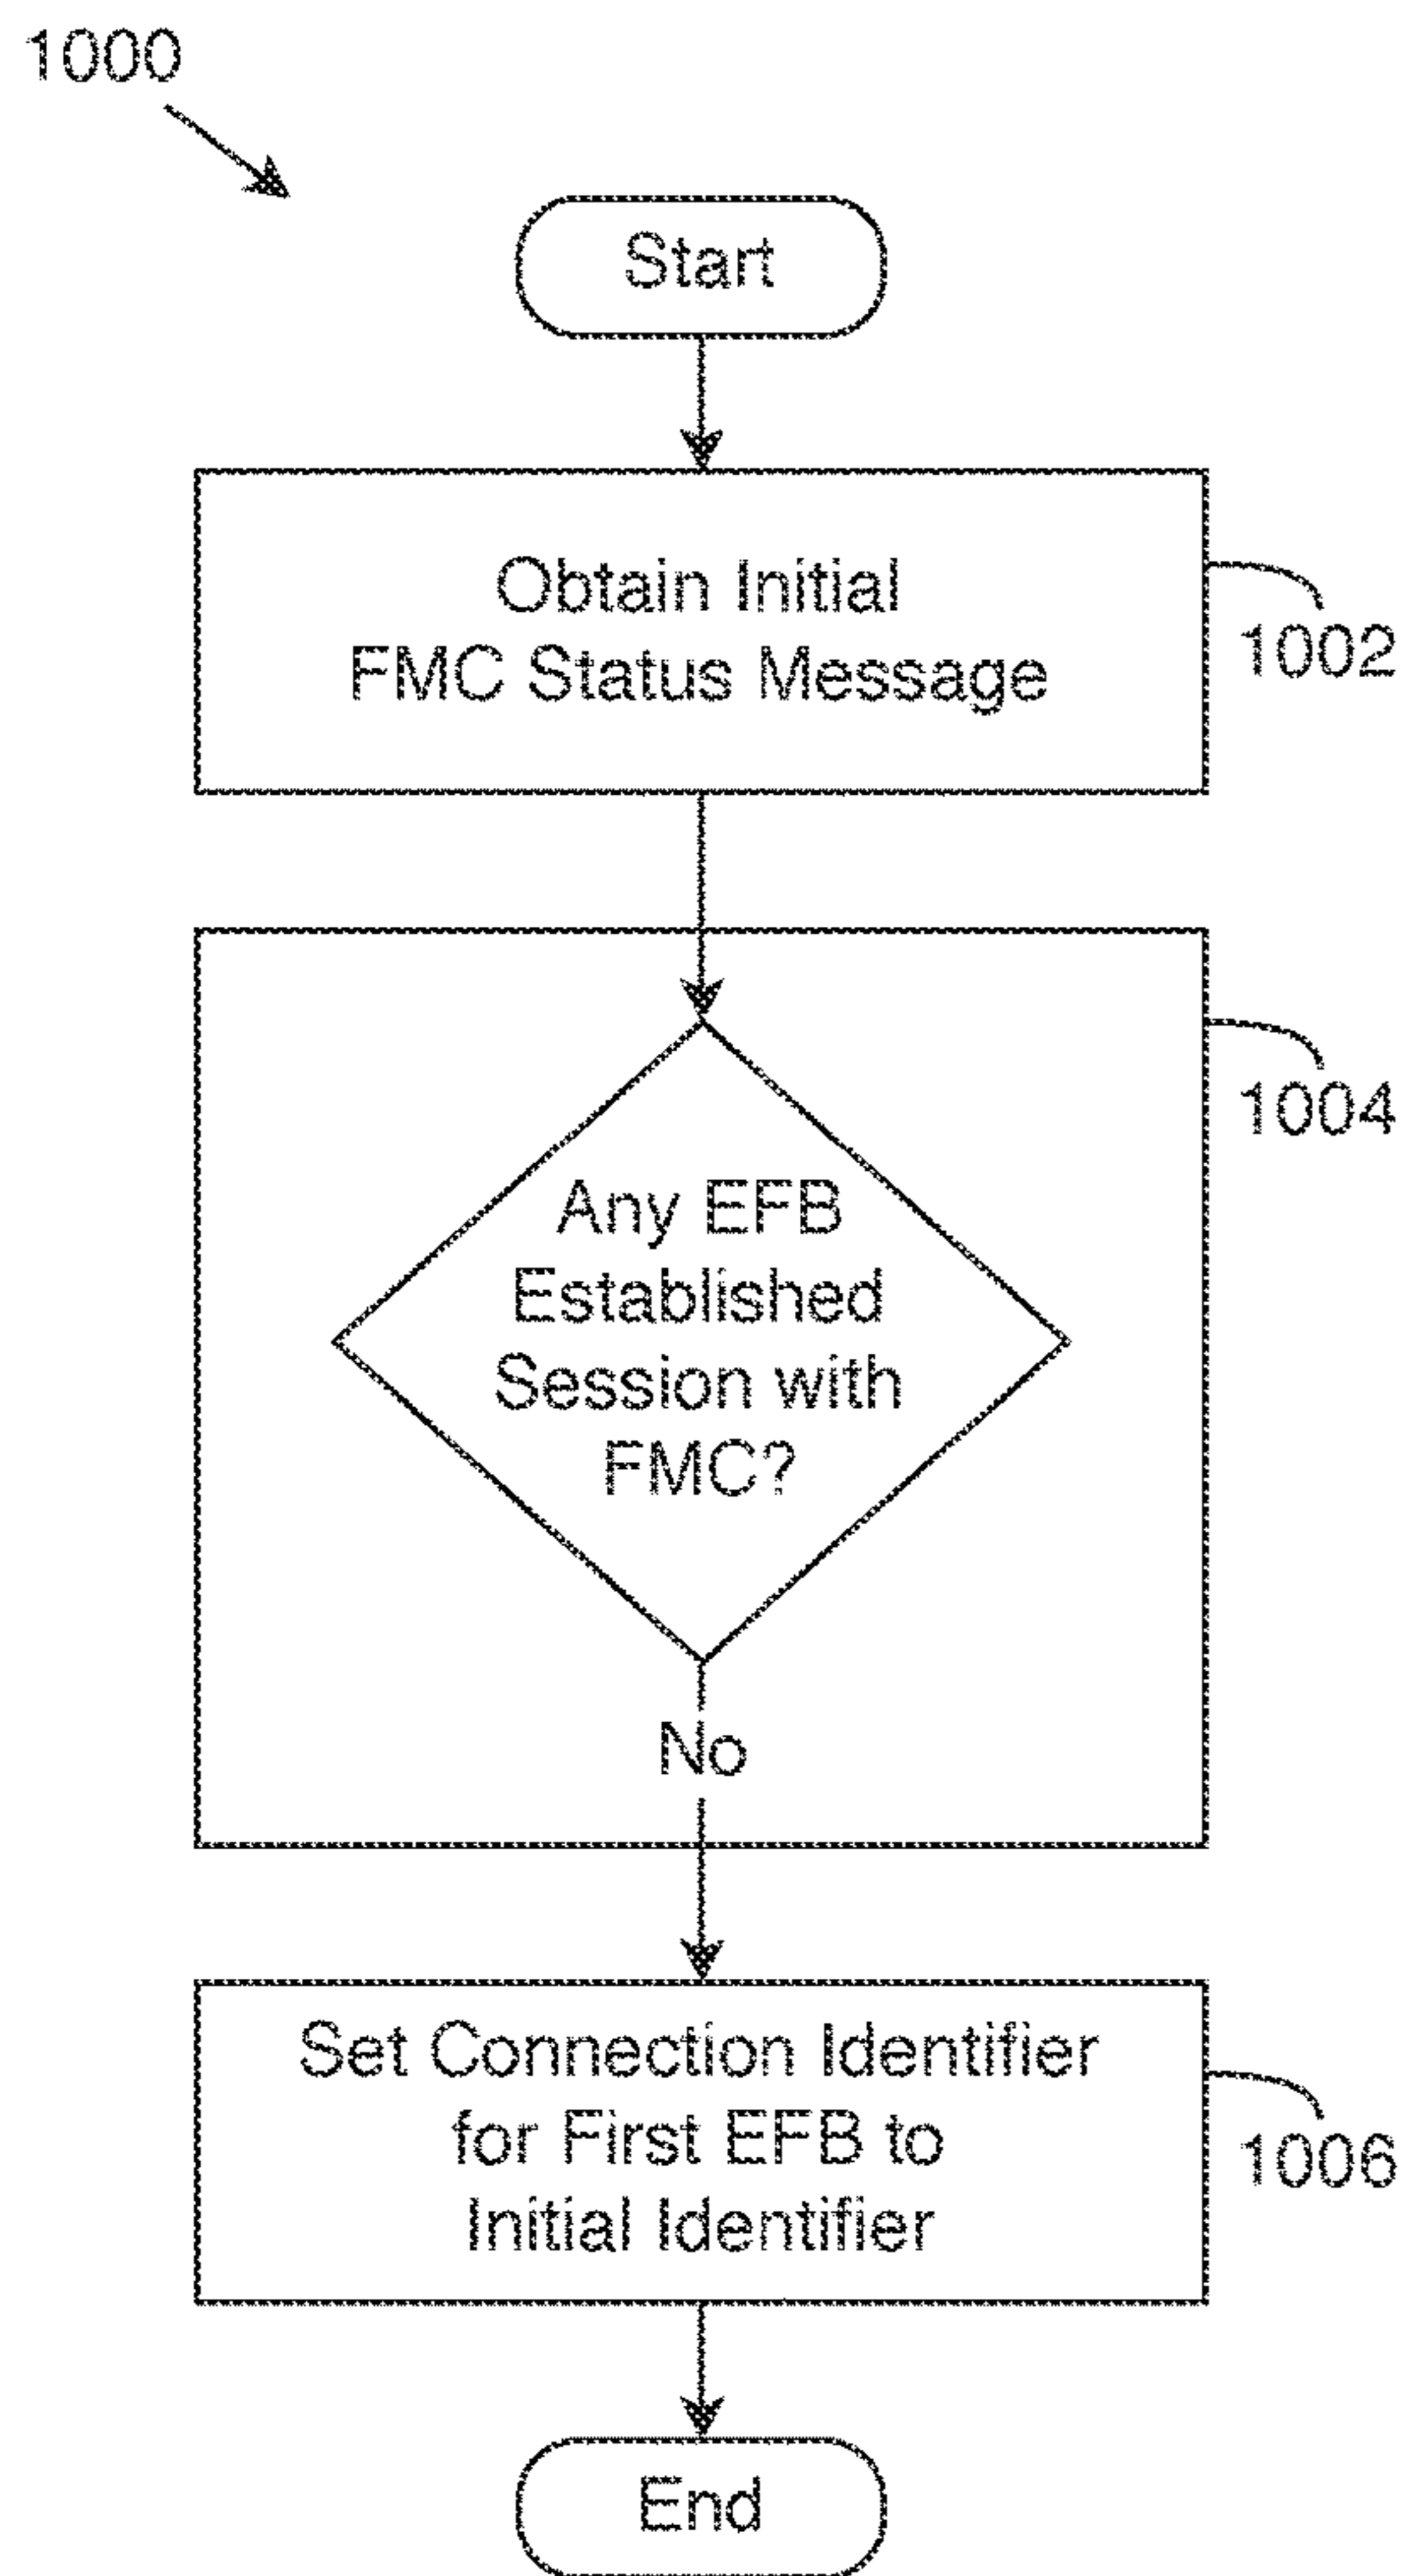 1000
Start
Obtain Initial
FMC Status Message
1002
1004
Any EFB
Established
Session with
FMC?
No
Set Connection Identifier
for First EFB to
Initial Identifier
1006
End